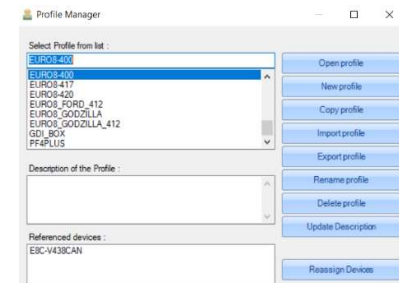 Profile Manager
Select Profile from list :
EURO8-400
EURO8-400
EURO8-417
EURO8-420
EURO8_FORD_412
EURO8_GODZILLA
EURO8_GODZILLA_412
GDI_BOX
PF4PLUS
Description of the Profile :
Referenced devices :
E8C-V438CAN
Open profile
New profile
Copy profile
Import profile
Export profile
Rename profile
Delete profile
Update Description
Reassign Devices